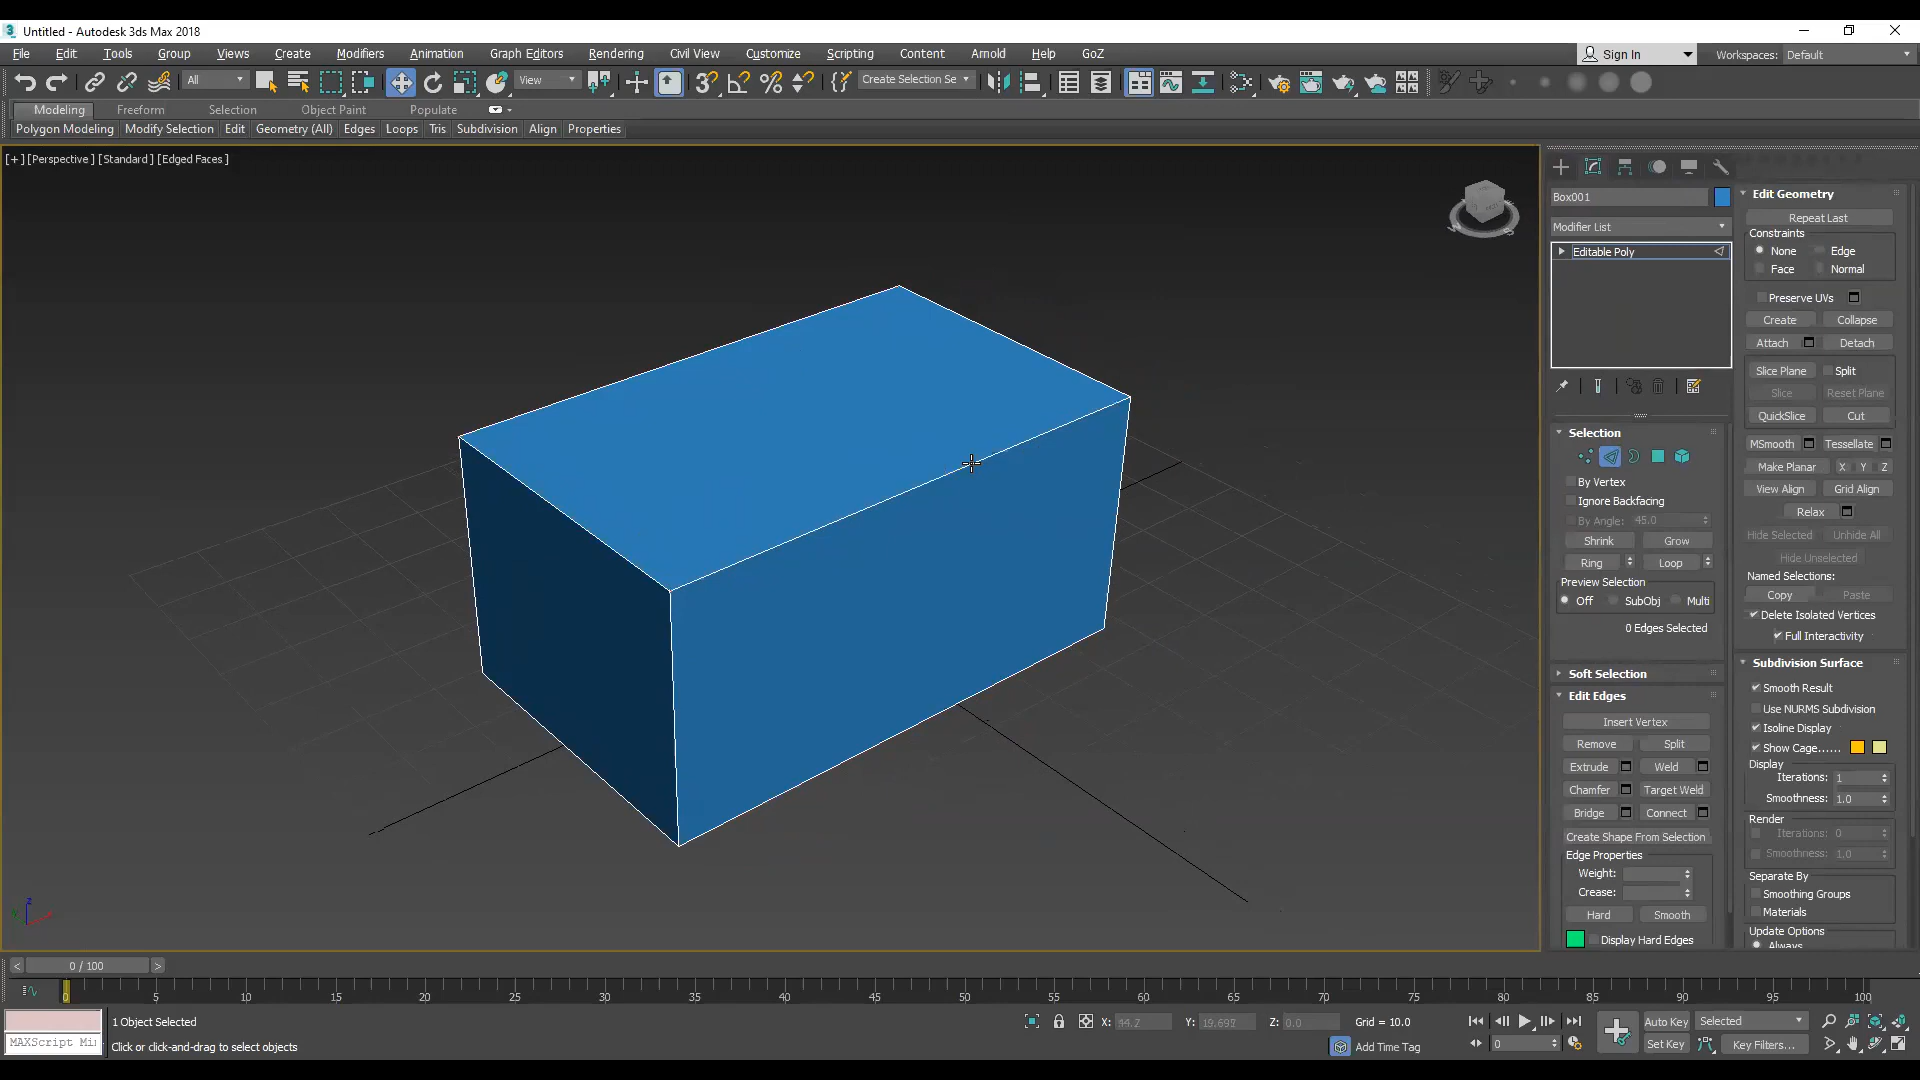 Untitled - Autodesk 3ds Max 2018
File Edit Tools Group Views Create Modifiers Animation Graph Editors Rendering Civil View Customize Scripting Content Arnold Help GoZ
Sign In Workspaces: Default
All View Create Selection Se
Modeling Freeform Selection Object Paint Populate
Polygon Modeling Modify Selection Edit Geometry (All) Edges Loops Tris Subdivision Align Properties
[+] [Perspective] [Standard] [Edged Faces]
Box001
Modifier List
Editable Poly
Selection
By Vertex
Ignore Backfacing
By Angle: 45.0
Shrink Grow
Ring Loop
Preview Selection
Off SubObj Multi
0 Edges Selected
Soft Selection
Edit Edges
Insert Vertex
Remove Split
Extrude Weld
Chamfer Target Weld
Bridge Connect
Create Shape From Selection
Edge Properties
Weight:
Crease:
Hard Smooth
Display Hard Edges
Edit Geometry
Repeat Last
Constraints
None Edge
Face Normal
Preserve UVs
Create Collapse
Attach Detach
Slice Plane Split
Slice Reset Plane
QuickSlice Cut
MSmooth Tessellate
Make Planar X Y Z
View Align Grid Align
Relax
Hide Selected Unhide All
Hide Unselected
Named Selections:
Copy Paste
Delete Isolated Vertices
Full Interactivity
Subdivision Surface
Smooth Result
Use NURMS Subdivision
Isoline Display
Show Cage......
Display
Iterations: 1
Smoothness: 1.0
Render
Iterations: 0
Smoothness: 1.0
Separate By
Smoothing Groups
Materials
Update Options
Always
0 / 100
0 5 10 15 20 25 30 35 40 45 50 55 60 65 70 75 80 85 90 95 100
1 Object Selected X: 44.2 Y: 19.697 Z: 0.0 Grid = 10.0 Auto Key Selected
MAXScript Mi Click or click-and-drag to select objects Add Time Tag 0 Set Key Key Filters...